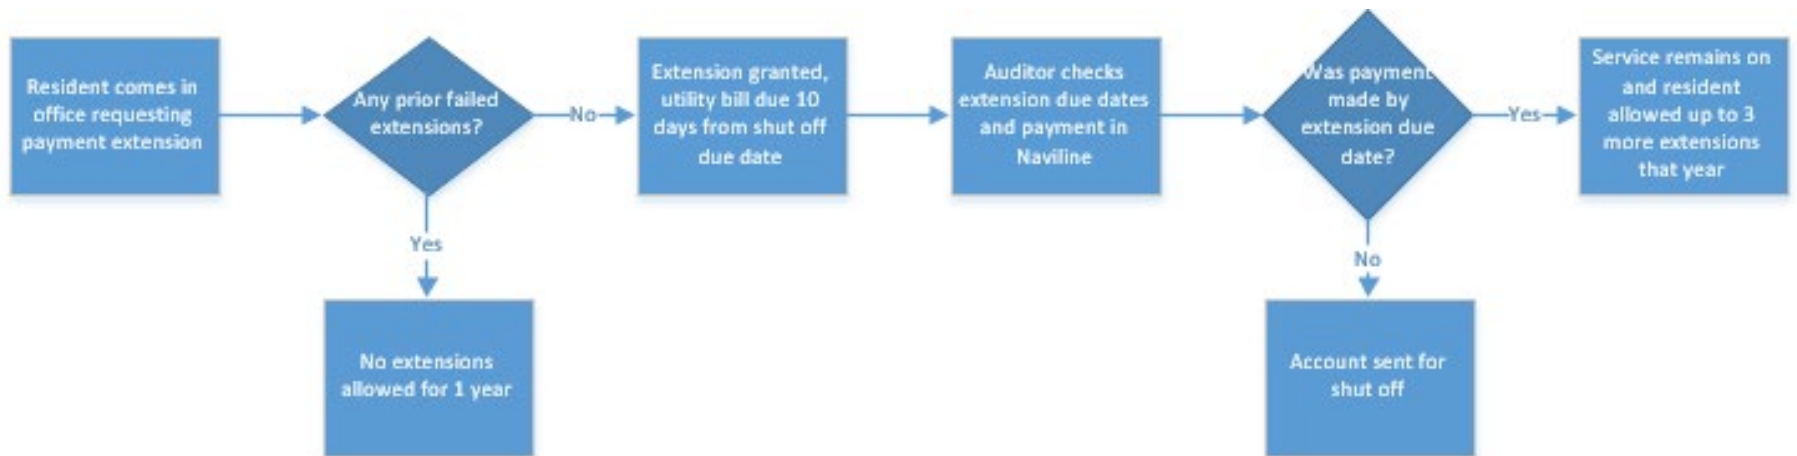 Resident comes in
office requesting
payment extension
Any prior failed
extensions?
No
Extension granted,
utility bill due 10
days from shut off
due date
Auditor checks
extension due dates
and payment in
Naviline
Was payment
made by
extension due
date?
Yes
Service remains on
and resident
allowed up to 3
more extensions
that year
Yes
No extensions
allowed for 1 year
No
Account sent for
shut off